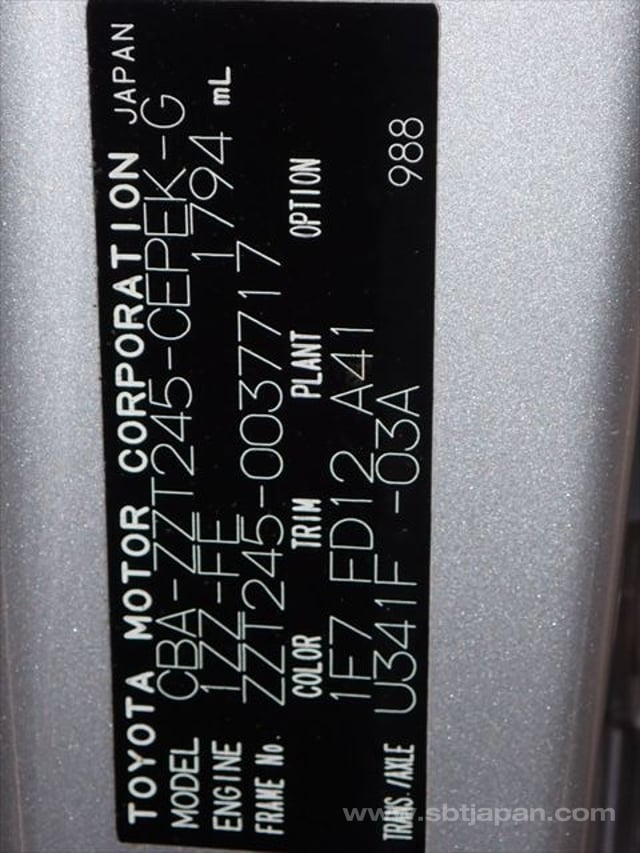 TOYOTA MOTOR CORPORATION JAPAN
MODEL CBA-ZZT245-CEPEK-G
ENGINE 1ZZ-FE 1794 mL
FRAME No. ZZT245-0037717
COLOR TRIM PLANT OPTION
1F7 FD12 A41
TRANS/AXLE U341F -03A 988
www.sbtjapan.com